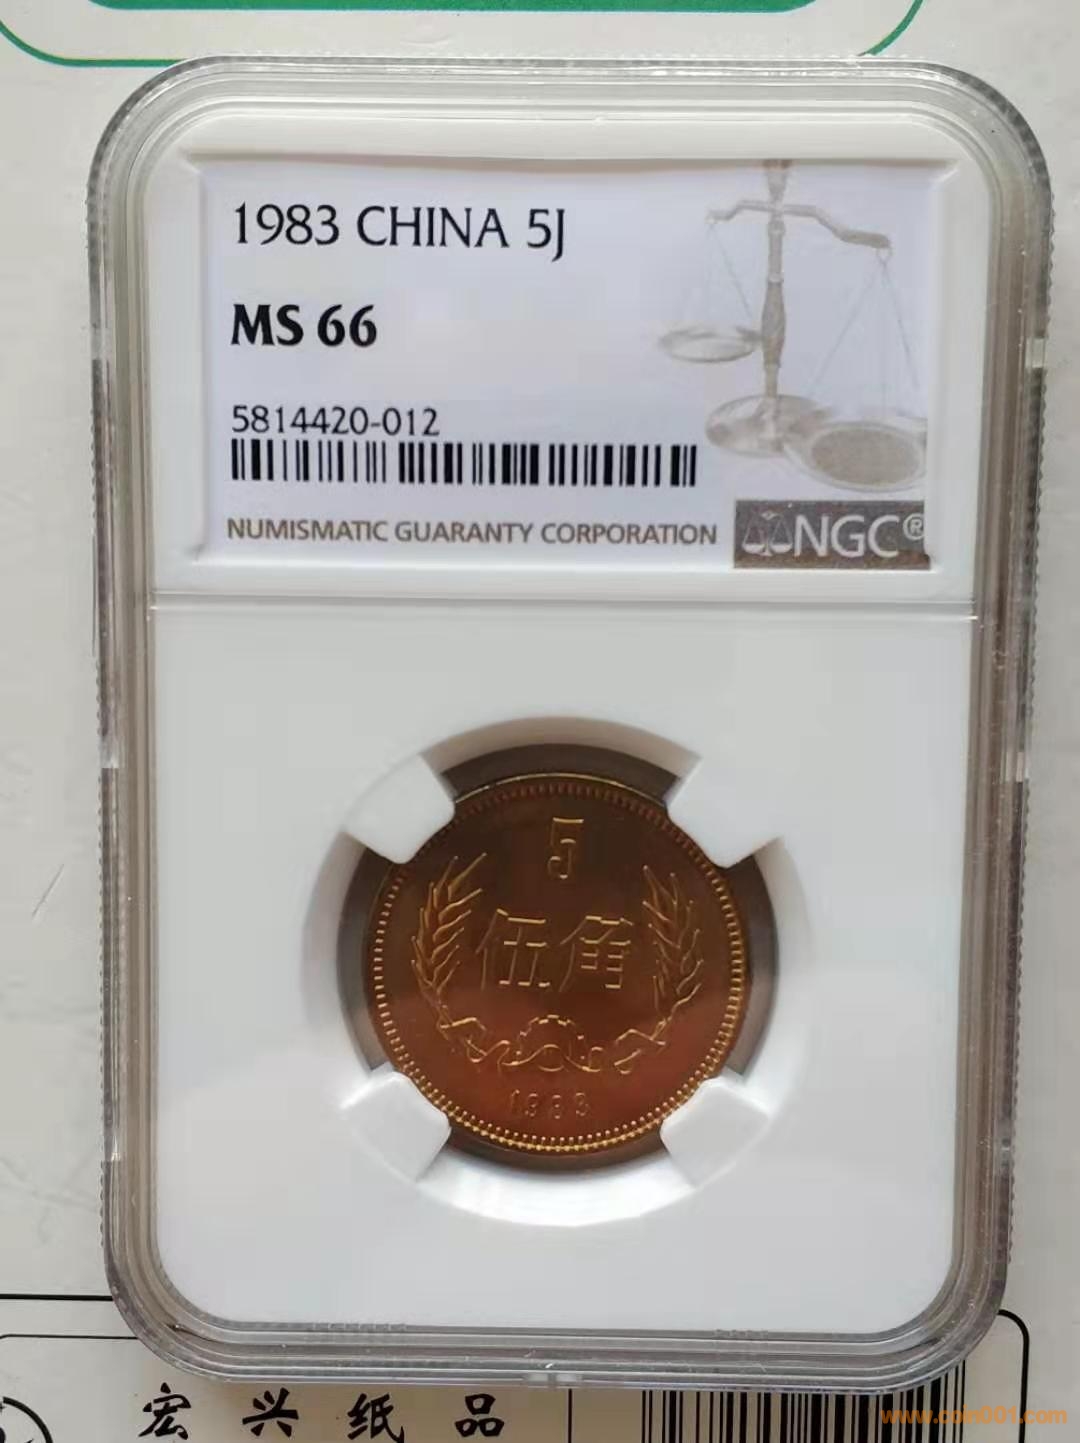 1983 CHINA 5J
MS 66
5814420-012
NUMISMATIC GUARANTY CORPORATION
NGC®
5
伍角
1983
宏兴纸品
www.coin001.com